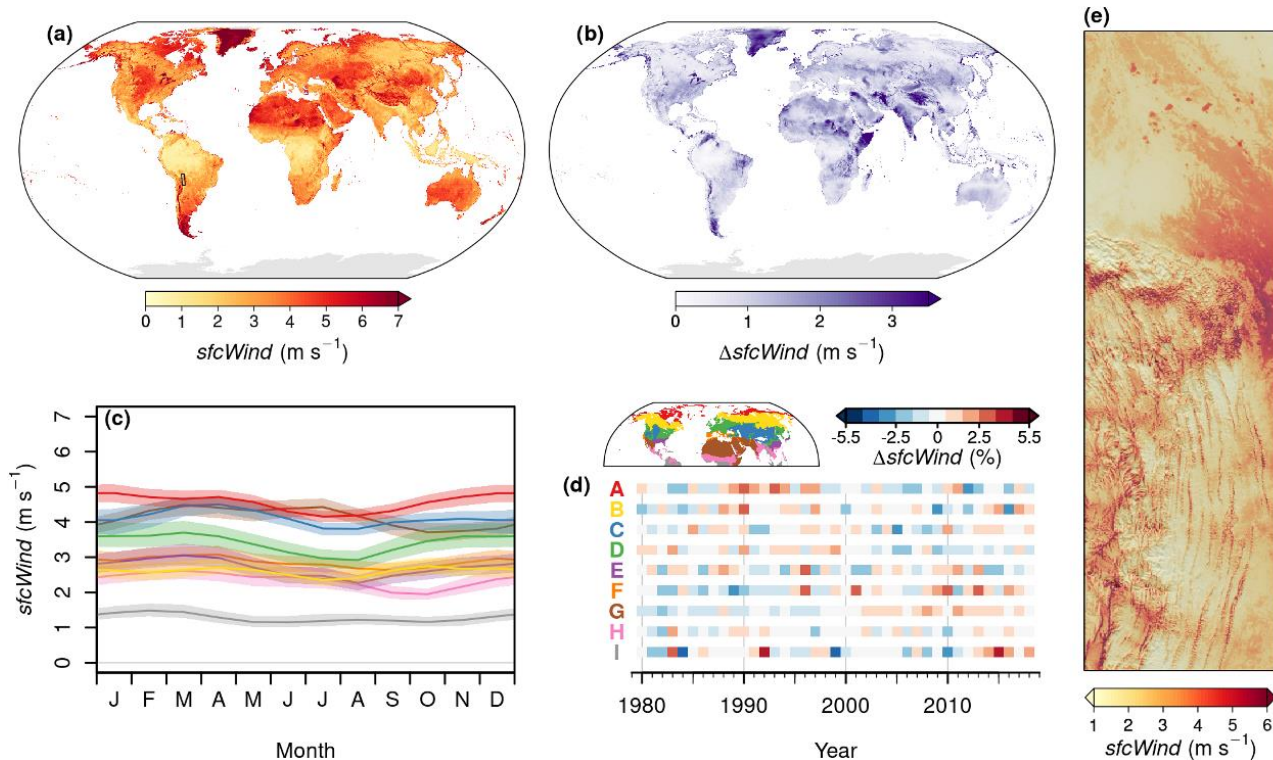 (a)
0 1 2 3 4 5 6 7
sfcWind (m s⁻¹)
(b)
0 1 2 3
ΔsfcWind (m s⁻¹)
(c)
7
6
5
4
3
2
1
0
sfcWind (m s⁻¹)
J F M A M J J A S O N D
Month
-5.5 -2.5 0 2.5 5.5
ΔsfcWind (%)
(d)
A
B
C
D
E
F
G
H
I
1980 1990 2000 2010
Year
(e)
1 2 3 4 5 6
sfcWind (m s⁻¹)